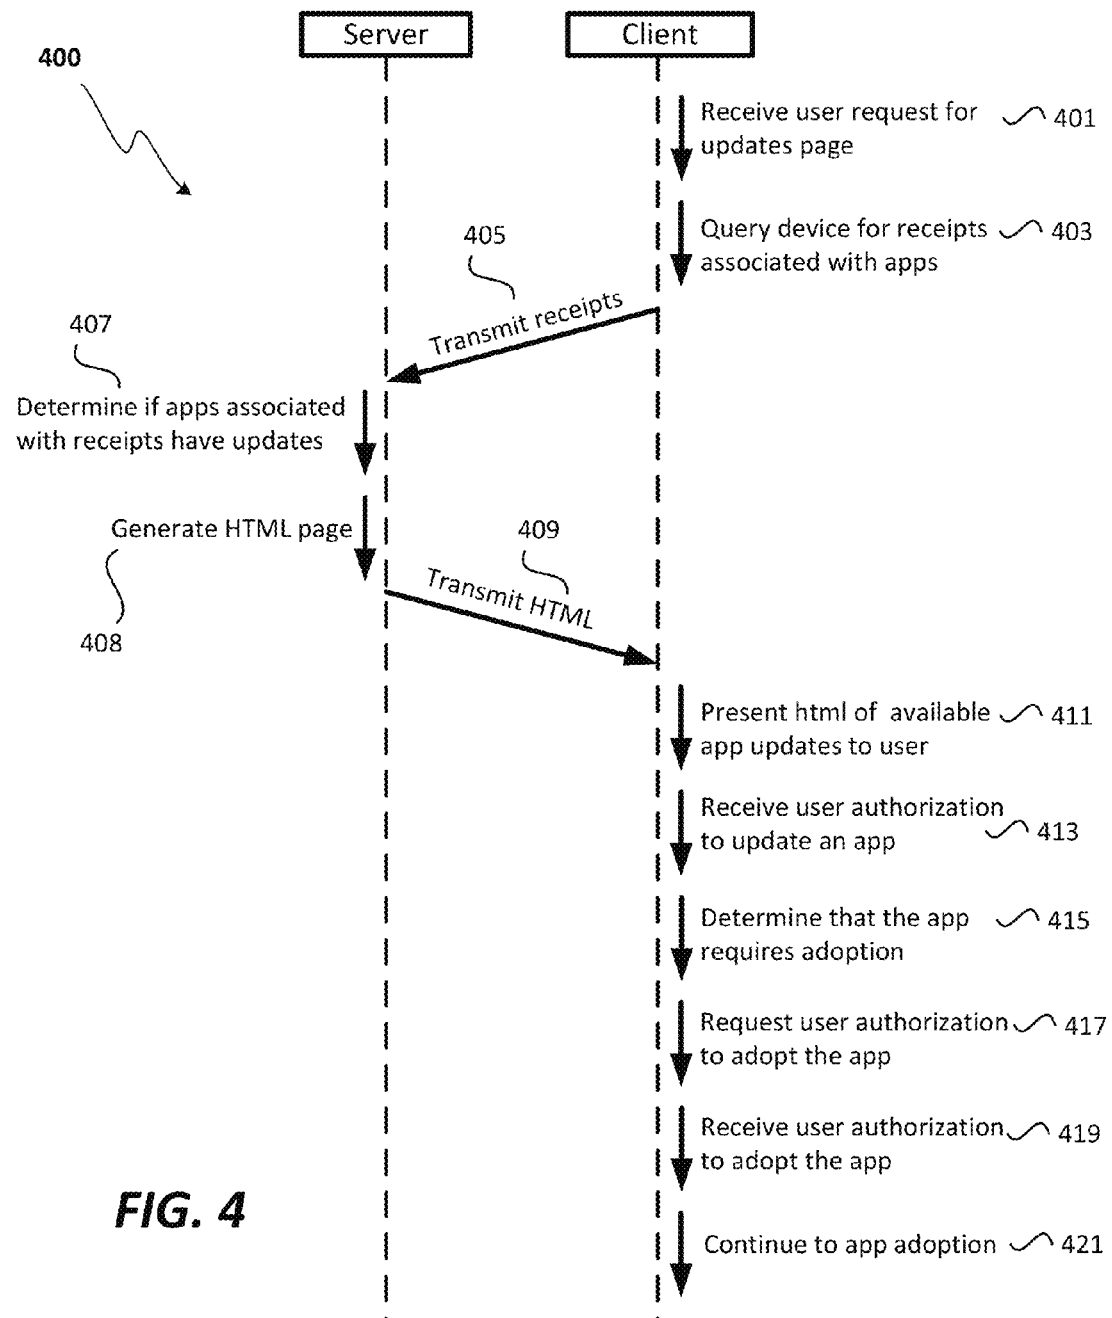 Server
Client
400
Receive user request for
updates page
401
Query device for receipts
associated with apps
403
405
Transmit receipts
407
Determine if apps associated
with receipts have updates
Generate HTML page
408
409
Transmit HTML
Present html of  available
app updates to user
411
Receive user authorization
to update an app
413
Determine that the app
requires adoption
415
Request user authorization
to adopt the app
417
Receive user authorization
to adopt the app
419
Continue to app adoption
421
FIG. 4